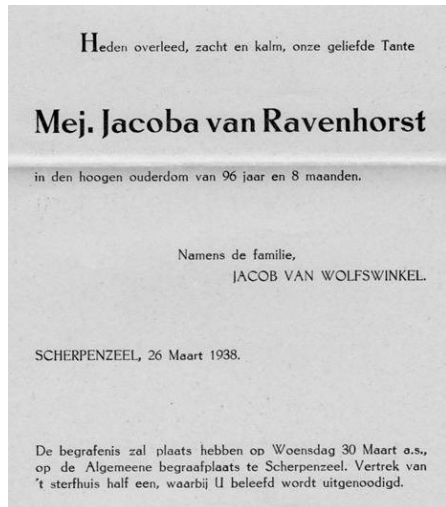 Heden overleed, zacht en kalm, onze geliefde Tante
Mej. Jacoba van Ravenhorst
in den hoogen ouderdom van 96 jaar en 8 maanden.
Namens de familie,
JACOB VAN WOLFSWINKEL.
SCHERPENZEEL, 26 Maart 1938.
De begrafenis zal plaats hebben op Woensdag 30 Maart a.s.,
op de Algemeene begraafplaats te Scherpenzeel. Vertrek van
't sterfhuis half een, waarbij U beleefd wordt uitgenoodigd.